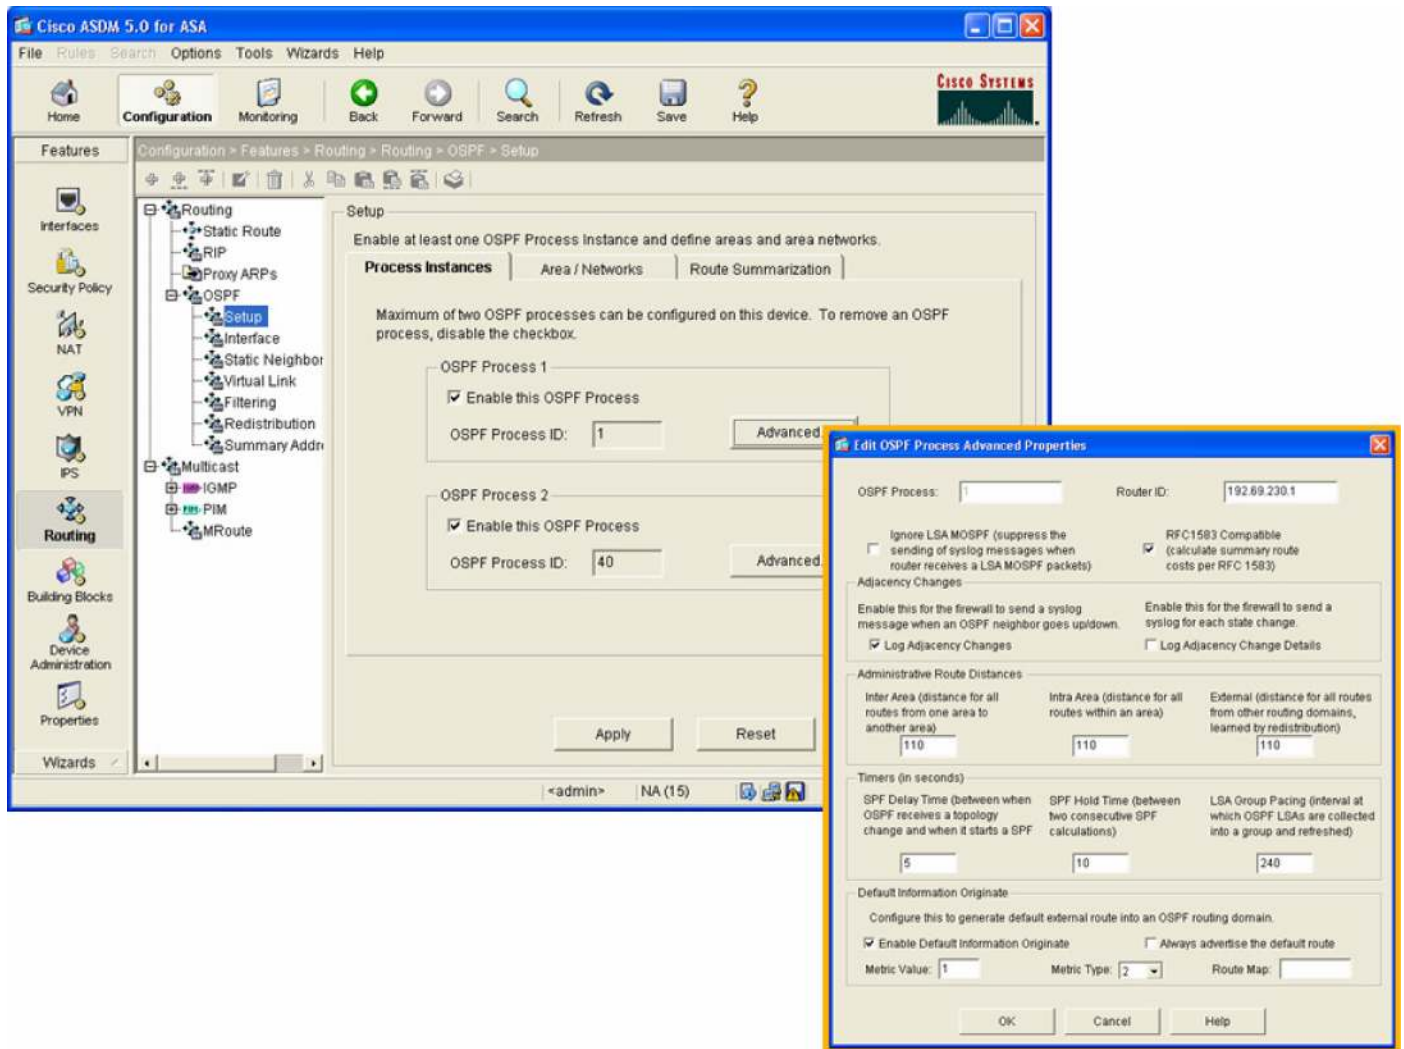 Cisco ASDM 5.0 for ASA
File Rules Search Options Tools Wizards Help
Home Configuration Monitoring Back Forward Search Refresh Save Help
CISCO SYSTEMS
Features
Configuration > Features > Routing > Routing > OSPF > Setup
Interfaces
Security Policy
NAT
VPN
IPS
Routing
Building Blocks
Device
Administration
Properties
Wizards
Routing
Static Route
RIP
Proxy ARPs
OSPF
Setup
Interface
Static Neighbor
Virtual Link
Filtering
Redistribution
Summary Addr
Multicast
IGMP
PIM
MRoute
Setup
Enable at least one OSPF Process Instance and define areas and area networks.
Process Instances Area / Networks Route Summarization
Maximum of two OSPF processes can be configured on this device. To remove an OSPF
process, disable the checkbox.
OSPF Process 1
Enable this OSPF Process
OSPF Process ID: 1 Advanced.
OSPF Process 2
Enable this OSPF Process
OSPF Process ID: 40 Advanced.
Apply Reset
<admin> NA (15)
Edit OSPF Process Advanced Properties
OSPF Process: 1 Router ID: 192.69.230.1
Ignore LSA MOSPF (suppress the
sending of syslog messages when
router receives a LSA MOSPF packets)
RFC1583 Compatible
(calculate summary route
costs per RFC 1583)
Adjacency Changes
Enable this for the firewall to send a syslog
message when an OSPF neighbor goes up/down.
Log Adjacency Changes
Enable this for the firewall to send a
syslog for each state change.
Log Adjacency Change Details
Administrative Route Distances
Inter Area (distance for all
routes from one area to
another area)
110
Intra Area (distance for all
routes within an area)
110
External (distance for all routes
from other routing domains,
learned by redistribution)
110
Timers (in seconds)
SPF Delay Time (between when
OSPF receives a topology
change and when it starts a SPF
5
SPF Hold Time (between
two consecutive SPF
calculations)
10
LSA Group Pacing (interval at
which OSPF LSAs are collected
into a group and refreshed)
240
Default Information Originate
Configure this to generate default external route into an OSPF routing domain.
Enable Default Information Originate Always advertise the default route
Metric Value: 1 Metric Type: 2 Route Map:
OK Cancel Help